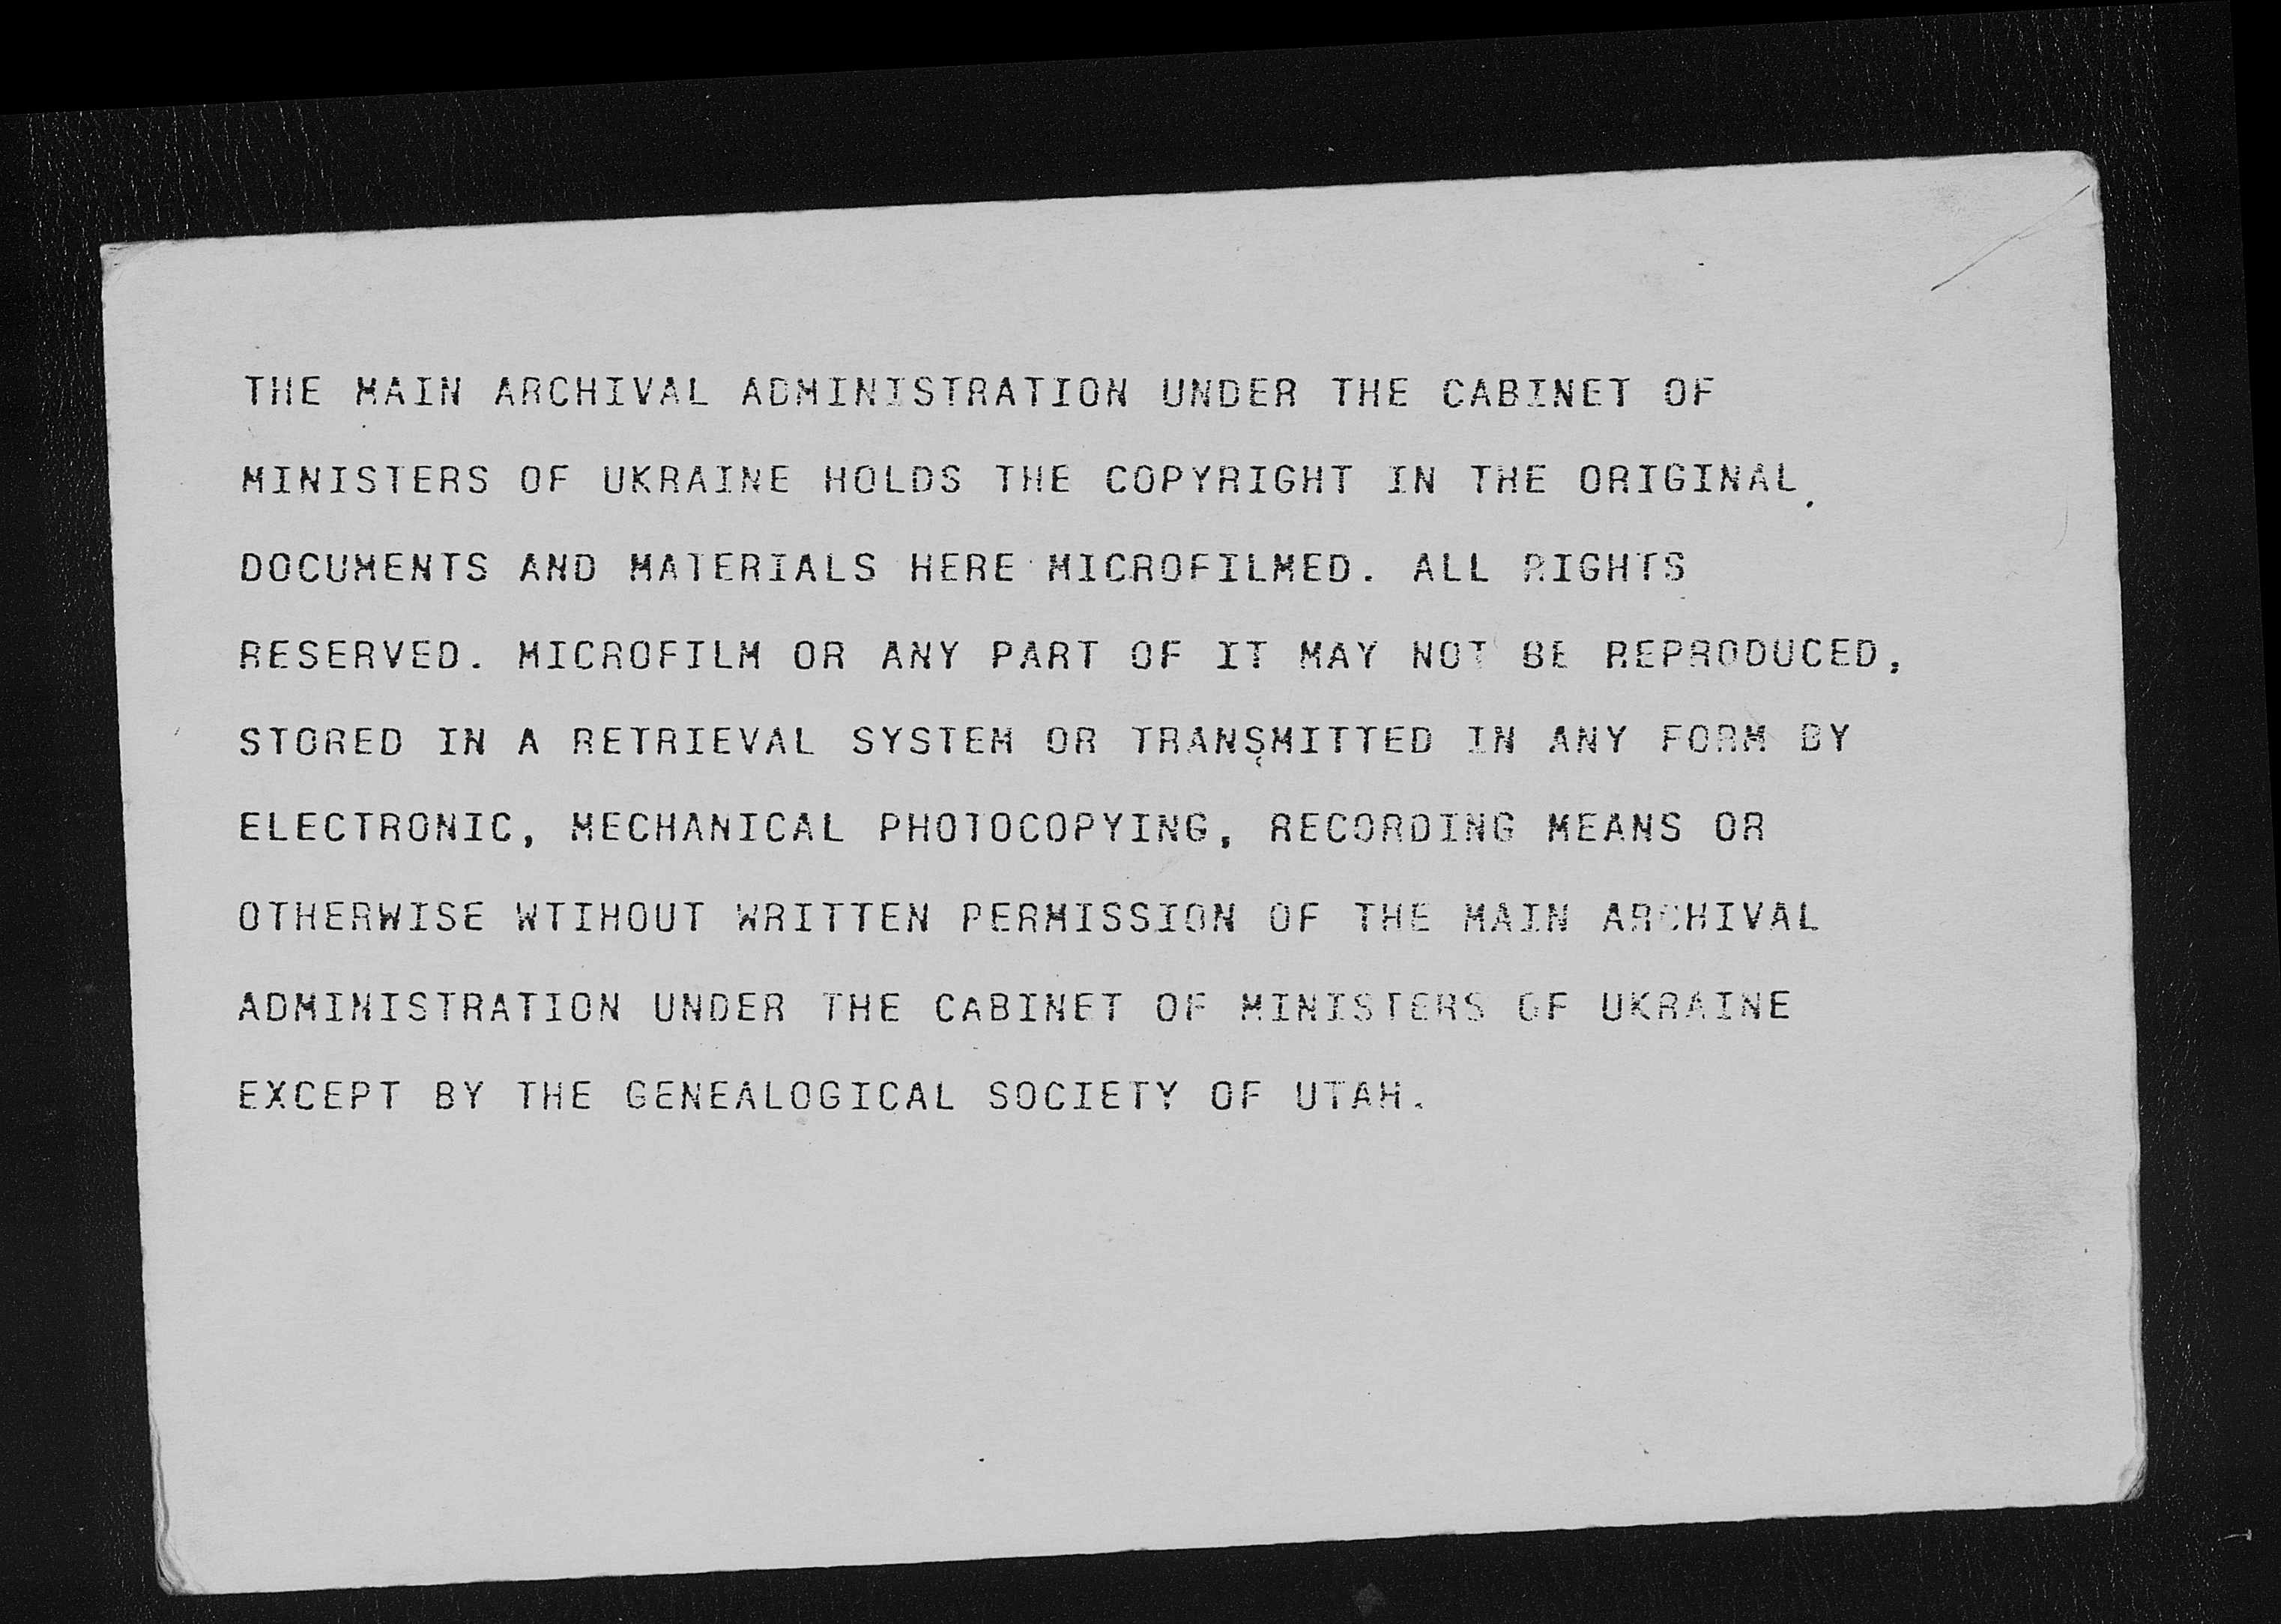 THE MAIN ARCHIVAL ADMINISTRATION UNDER THE CABINET OF
MINISTERS OF UKRAINE HOLDS THE COPYRIGHT IN THE ORIGINAL
DOCUMENTS AND MATERIALS HERE MICROFILMED. ALL RIGHTS
RESERVED. MICROFILM OR ANY PART OF IT MAY NOT BE REPRODUCED,
STORED IN A RETRIEVAL SYSTEM OR TRANSMITTED IN ANY FORM BY
ELECTRONIC, MECHANICAL PHOTOCOPYING, RECORDING MEANS OR
OTHERWISE WTIHOUT WRITTEN PERMISSION OF THE MAIN ARCHIVAL
ADMINISTRATION UNDER THE CABINET OF MINISTERS OF UKRAINE
EXCEPT BY THE GENEALOGICAL SOCIETY OF UTAH.